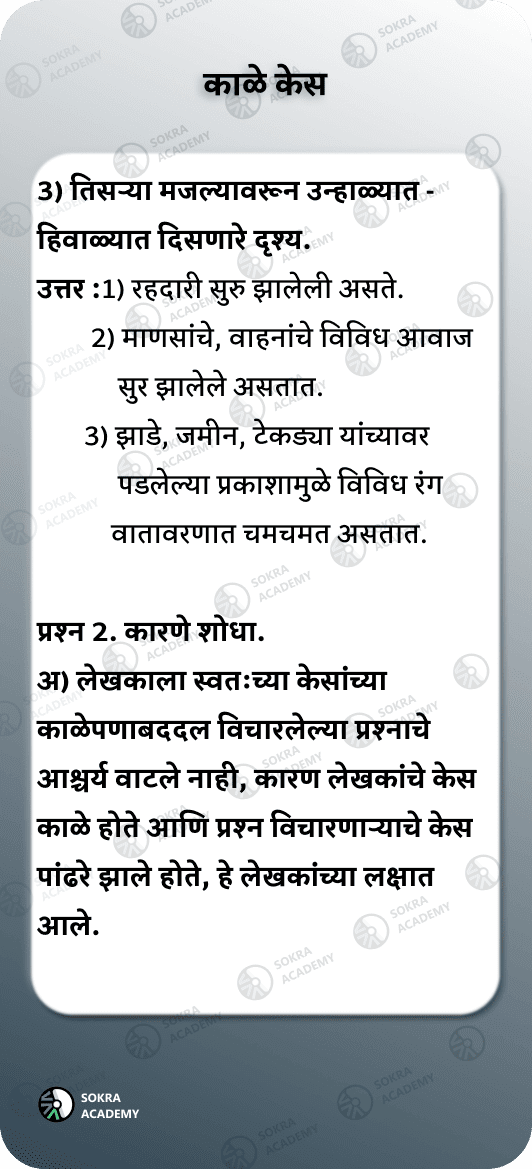 काळे केस
3) तिसऱ्या मजल्यावरून उन्हाळ्यात -
हिवाळ्यात दिसणारे दृश्य.
उत्तर :1) रहदारी सुरु झालेली असते.
2) माणसांचे, वाहनांचे विविध आवाज
सुर झालेले असतात.
3) झाडे, जमीन, टेकड्या यांच्यावर
पडलेल्या प्रकाशामुळे विविध रंग
वातावरणात चमचमत असतात.
प्रश्न 2. कारणे शोधा.
अ) लेखकाला स्वतःच्या केसांच्या
काळेपणाबददल विचारलेल्या प्रश्नाचे
आश्चर्य वाटले नाही, कारण लेखकांचे केस
काळे होते आणि प्रश्न विचारणाऱ्याचे केस
पांढरे झाले होते, हे लेखकांच्या लक्षात
आले.
SOKRA
ACADEMY